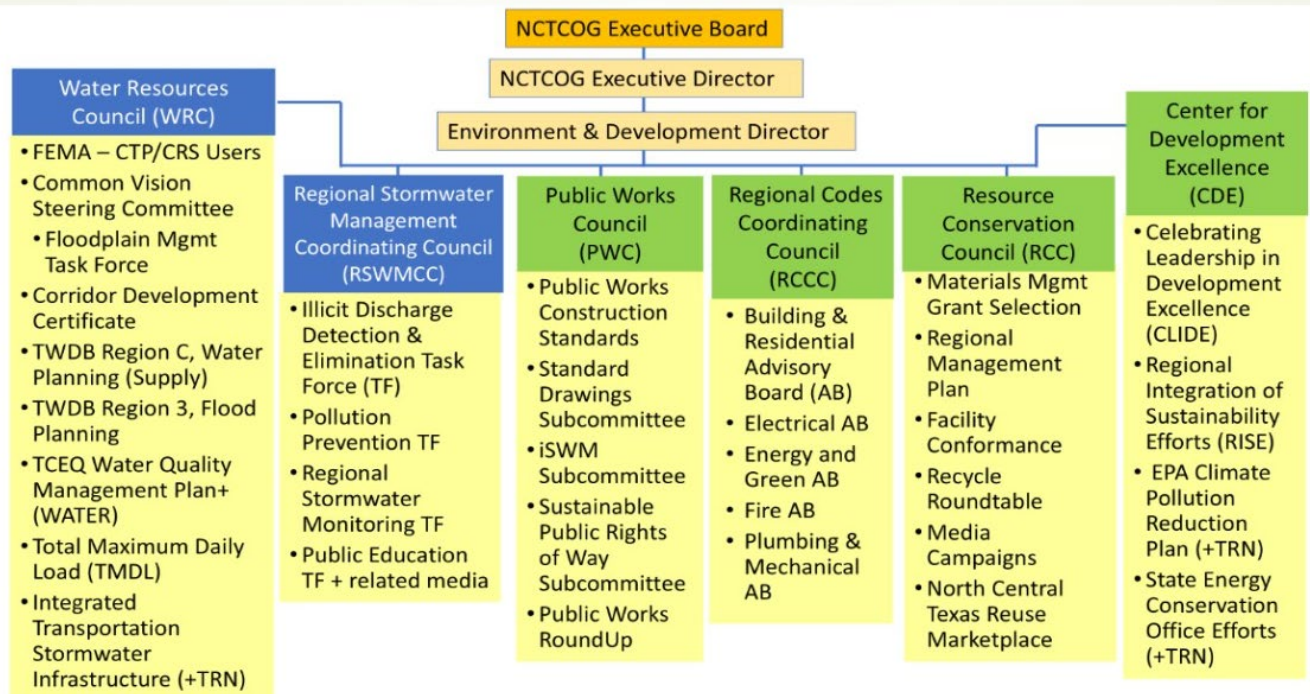 NCTCOG Executive Board
NCTCOG Executive Director
Environment & Development Director
Water Resources
Council (WRC)
• FEMA – CTP/CRS Users
• Common Vision
Steering Committee
• Floodplain Mgmt
Task Force
• Corridor Development
Certificate
• TWDB Region C, Water
Planning (Supply)
• TWDB Region 3, Flood
Planning
• TCEQ Water Quality
Management Plan+
(WATER)
• Total Maximum Daily
Load (TMDL)
• Integrated
Transportation
Stormwater
Infrastructure (+TRN)
Regional Stormwater
Management
Coordinating Council
(RSWMCC)
• Illicit Discharge
Detection &
Elimination Task
Force (TF)
• Pollution
Prevention TF
• Regional
Stormwater
Monitoring TF
• Public Education
TF + related media
Public Works
Council
(PWC)
• Public Works
Construction
Standards
• Standard
Drawings
Subcommittee
• iSWM
Subcommittee
• Sustainable
Public Rights
of Way
Subcommittee
• Public Works
RoundUp
Regional Codes
Coordinating
Council
(RCCC)
• Building &
Residential
Advisory
Board (AB)
• Electrical AB
• Energy and
Green AB
• Fire AB
• Plumbing &
Mechanical
AB
Resource
Conservation
Council (RCC)
• Materials Mgmt
Grant Selection
• Regional
Management
Plan
• Facility
Conformance
• Recycle
Roundtable
• Media
Campaigns
• North Central
Texas Reuse
Marketplace
Center for
Development
Excellence
(CDE)
• Celebrating
Leadership in
Development
Excellence
(CLIDE)
• Regional
Integration of
Sustainability
Efforts (RISE)
• EPA Climate
Pollution
Reduction
Plan (+TRN)
• State Energy
Conservation
Office Efforts
(+TRN)